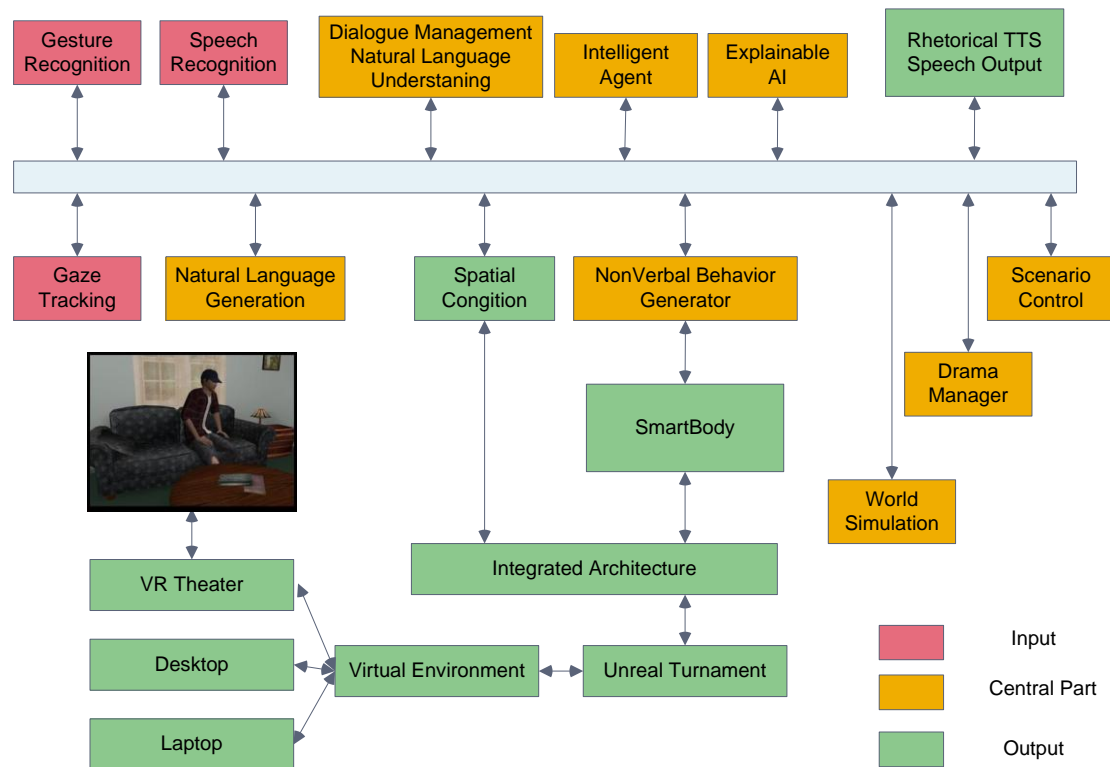 Gesture
Recognition
Speech
Recognition
Dialogue Management
Natural Language
Understaning
Intelligent
Agent
Explainable
AI
Rhetorical TTS
Speech Output
Gaze
Tracking
Natural Language
Generation
Spatial
Congition
NonVerbal Behavior
Generator
Scenario
Control
Drama
Manager
SmartBody
World
Simulation
VR Theater
Integrated Architecture
Desktop
Virtual Environment
Unreal Turnament
Laptop
Input
Central Part
Output